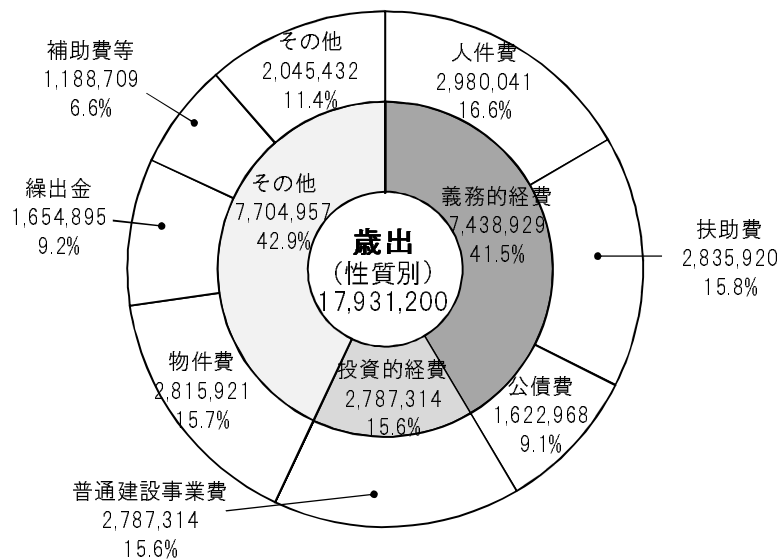 歳出
(性質別)
17,931,200
義務的経費
7,438,929
41.5%
投資的経費
2,787,314
15.6%
その他
7,704,957
42.9%
人件費
2,980,041
16.6%
扶助費
2,835,920
15.8%
公債費
1,622,968
9.1%
普通建設事業費
2,787,314
15.6%
物件費
2,815,921
15.7%
繰出金
1,654,895
9.2%
補助費等
1,188,709
6.6%
その他
2,045,432
11.4%